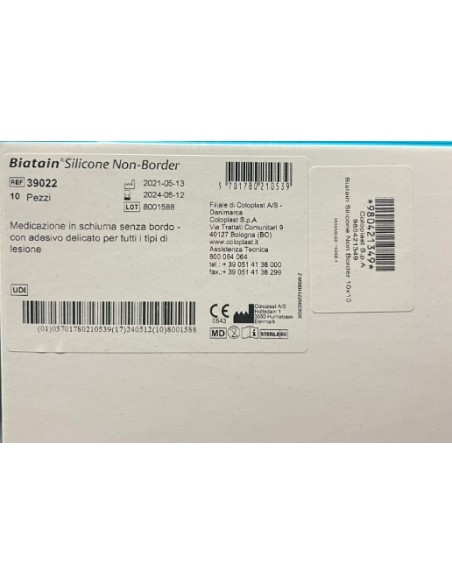 Biatain® Silicone Non-Border
REF 39022
10 Pezzi
2021-05-13
2024-05-12
LOT 8001588
Medicazione in schiuma senza bordo -
con adesivo delicato per tutti i tipi di
lesione
UDI
(01)05701780210539(17)240512(10)8001588
5 701780 210539
Filiale di Coloplast A/S -
Danimarca
Coloplast S.p.A
Via Trattati Comunitari 9
40127 Bologna (BO)
www.coloplast.it
Assistenza Tecnica
800 064 064
tel.: + 39 051 41 38 000
fax.: + 39 051 41 38 299
CE
0543
Coloplast A/S
Holtedam 1
3050 Humlebaek
Denmark
MD
STERILE EO
*980421349*
980421349
Coloplast S.p.A
Biatain Silicone Non Border 10x10